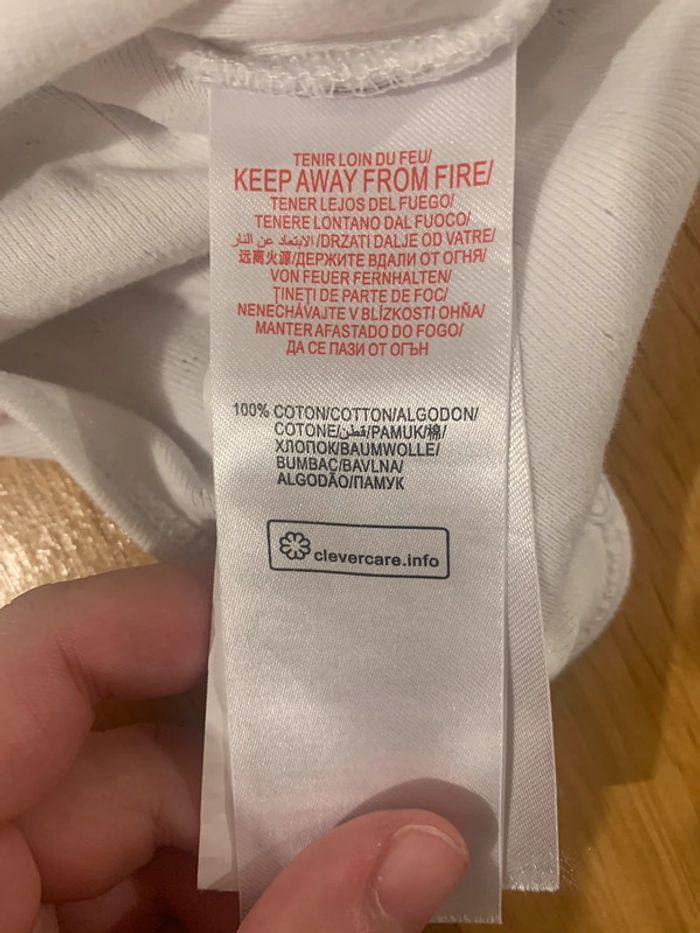 TENIR LOIN DU FEU/
KEEP AWAY FROM FIRE/
TENER LEJOS DEL FUEGO/
TENERE LONTANO DAL FUOCO/
الابتعاد عن النار /DRZATI DALJE OD VATRE/
远离火源/ДЕРЖИТЕ ВДАЛИ ОТ ОГНЯ/
VON FEUER FERNHALTEN/
ȚINEȚI DE PARTE DE FOC/
NENECHÁVAJTE V BLÍZKOSTI OHŇA/
MANTER AFASTADO DO FOGO/
ДА СЕ ПАЗИ ОТ ОГЪН
100% COTON/COTTON/ALGODON/
COTONE/قطن/PAMUK/棉/
ХЛОПОК/BAUMWOLLE/
BUMBAC/BAVLNA/
ALGODÃO/ПАМУК
clevercare.info